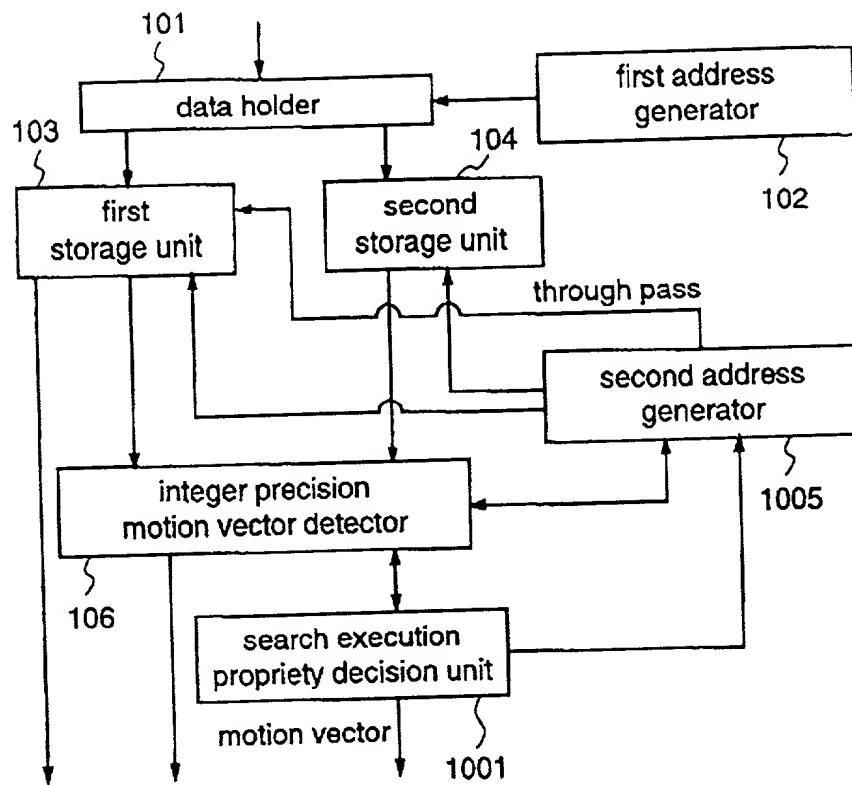 101
data holder
first address
generator
102
103
first
storage unit
104
second
storage unit
through pass
second address
generator
1005
integer precision
motion vector detector
106
search execution
propriety decision unit
motion vector
1001